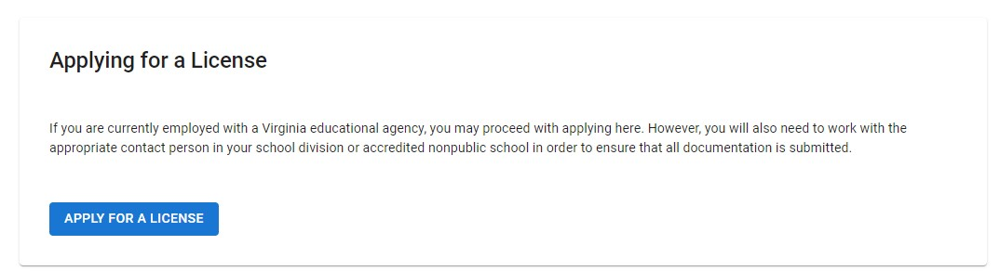 Applying for a License
If you are currently employed with a Virginia educational agency, you may proceed with applying here. However, you will also need to work with the
appropriate contact person in your school division or accredited nonpublic school in order to ensure that all documentation is submitted.
APPLY FOR A LICENSE